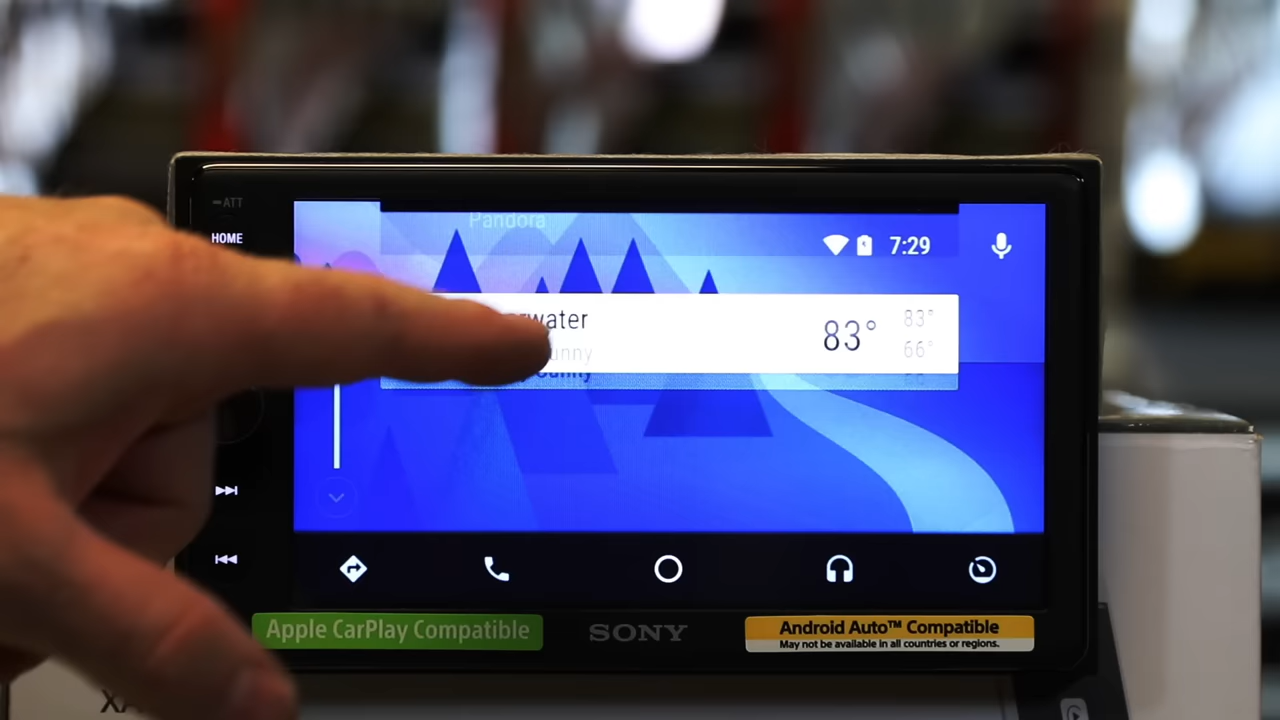 ATT
HOME
Pandora
7:29
83°
83°
66°
Apple CarPlay Compatible
SONY
Android Auto™ Compatible
May not be available in all countries or regions.